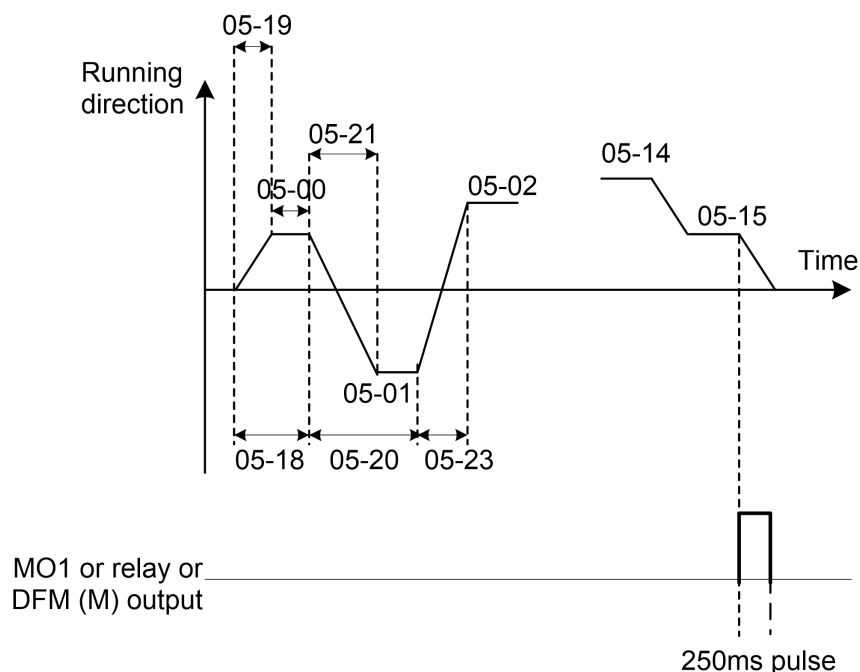 05-19
Running
direction
05-21
05-00
05-02
05-14
05-15
Time
05-01
05-18
05-20
05-23
MO1 or relay or
DFM (M) output
250ms pulse